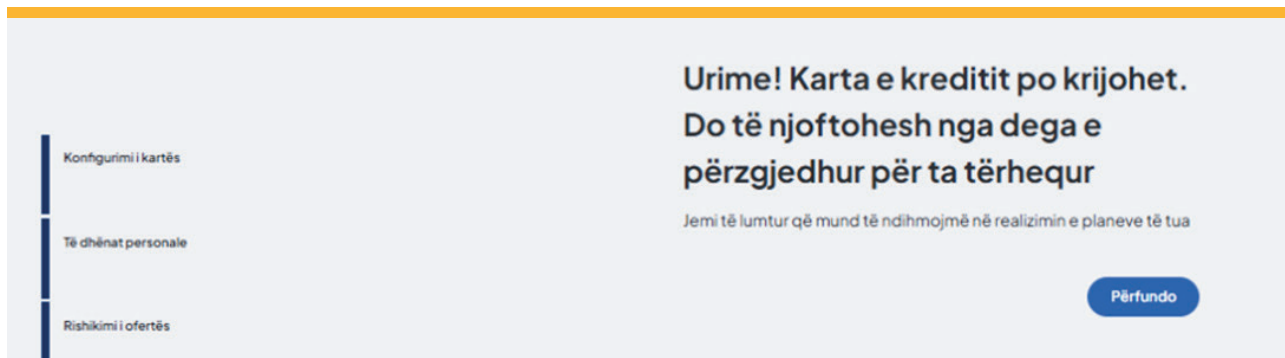 Urime! Karta e kreditit po krijohet.
Do të njoftohesh nga dega e
përzgjedhur për ta tërhequr
Jemi të lumtur që mund të ndihmojmë në realizimin e planeve të tua
Përfundo
Konfigurimi i kartës
Të dhënat personale
Rishikimi i ofertës